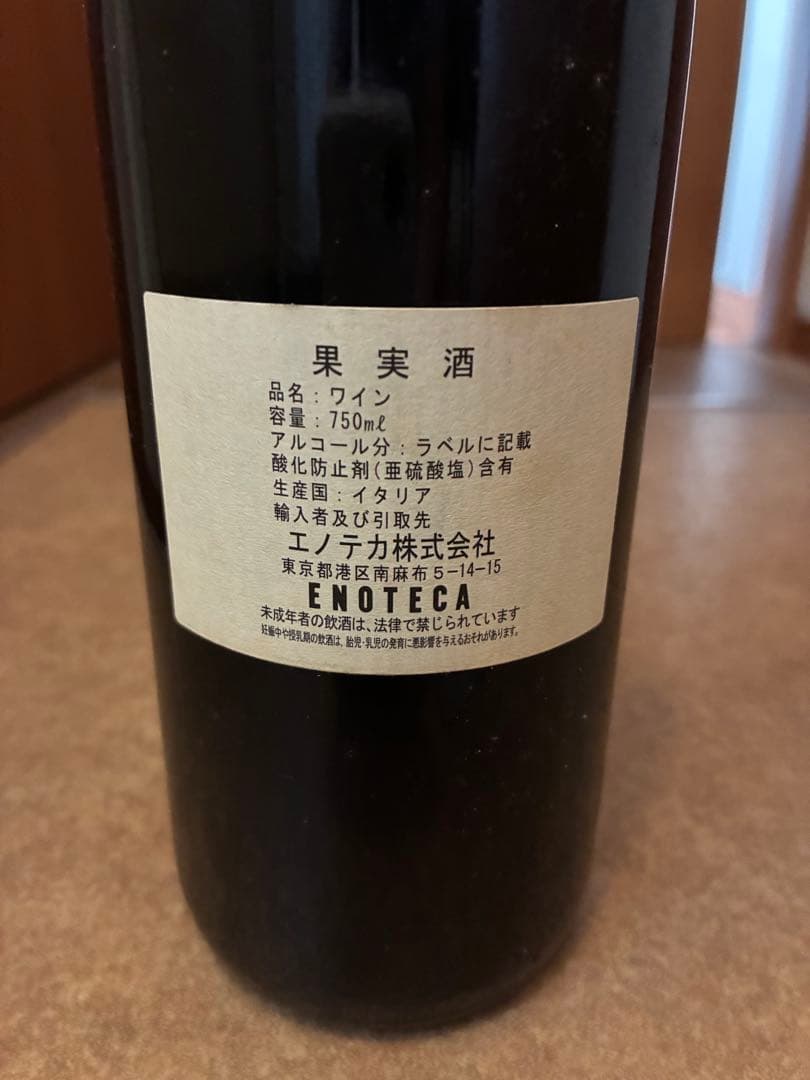 果実酒
品名：ワイン
容量：750mℓ
アルコール分：ラベルに記載
酸化防止剤(亜硫酸塩)含有
生産国：イタリア
輸入者及び引取先
エノテカ株式会社
東京都港区南麻布5-14-15
ENOTECA
未成年者の飲酒は、法律で禁じられています
妊娠中や授乳期の飲酒は、胎児・乳児の発育に悪影響を与えるおそれがあります。